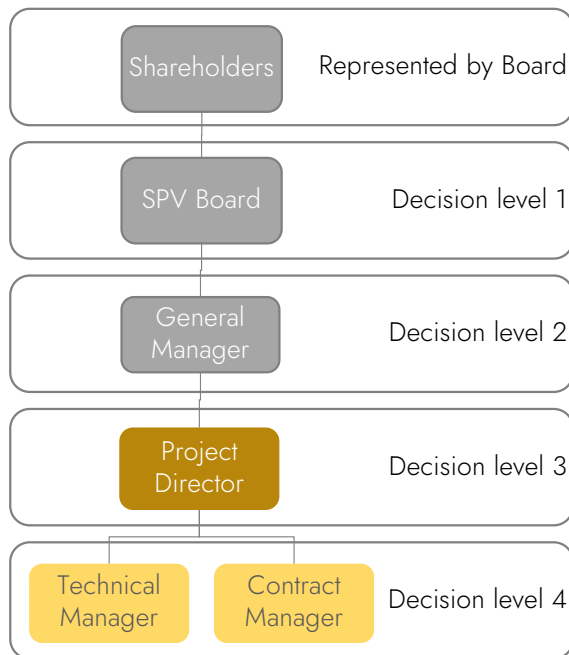 Shareholders
Represented by Board
SPV Board
Decision level 1
General
Manager
Decision level 2
Project
Director
Decision level 3
Technical
Manager
Contract
Manager
Decision level 4